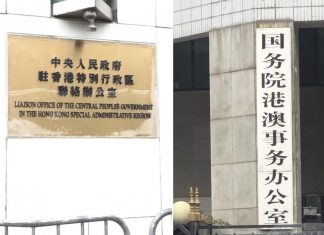 中央人民政府
駐香港特別行政區
聯絡辦公室
LIAISON OFFICE OF THE CENTRAL PEOPLE'S GOVERNMENT
IN THE HONG KONG SPECIAL ADMINISTRATIVE REGION
国务院港澳事务办公室